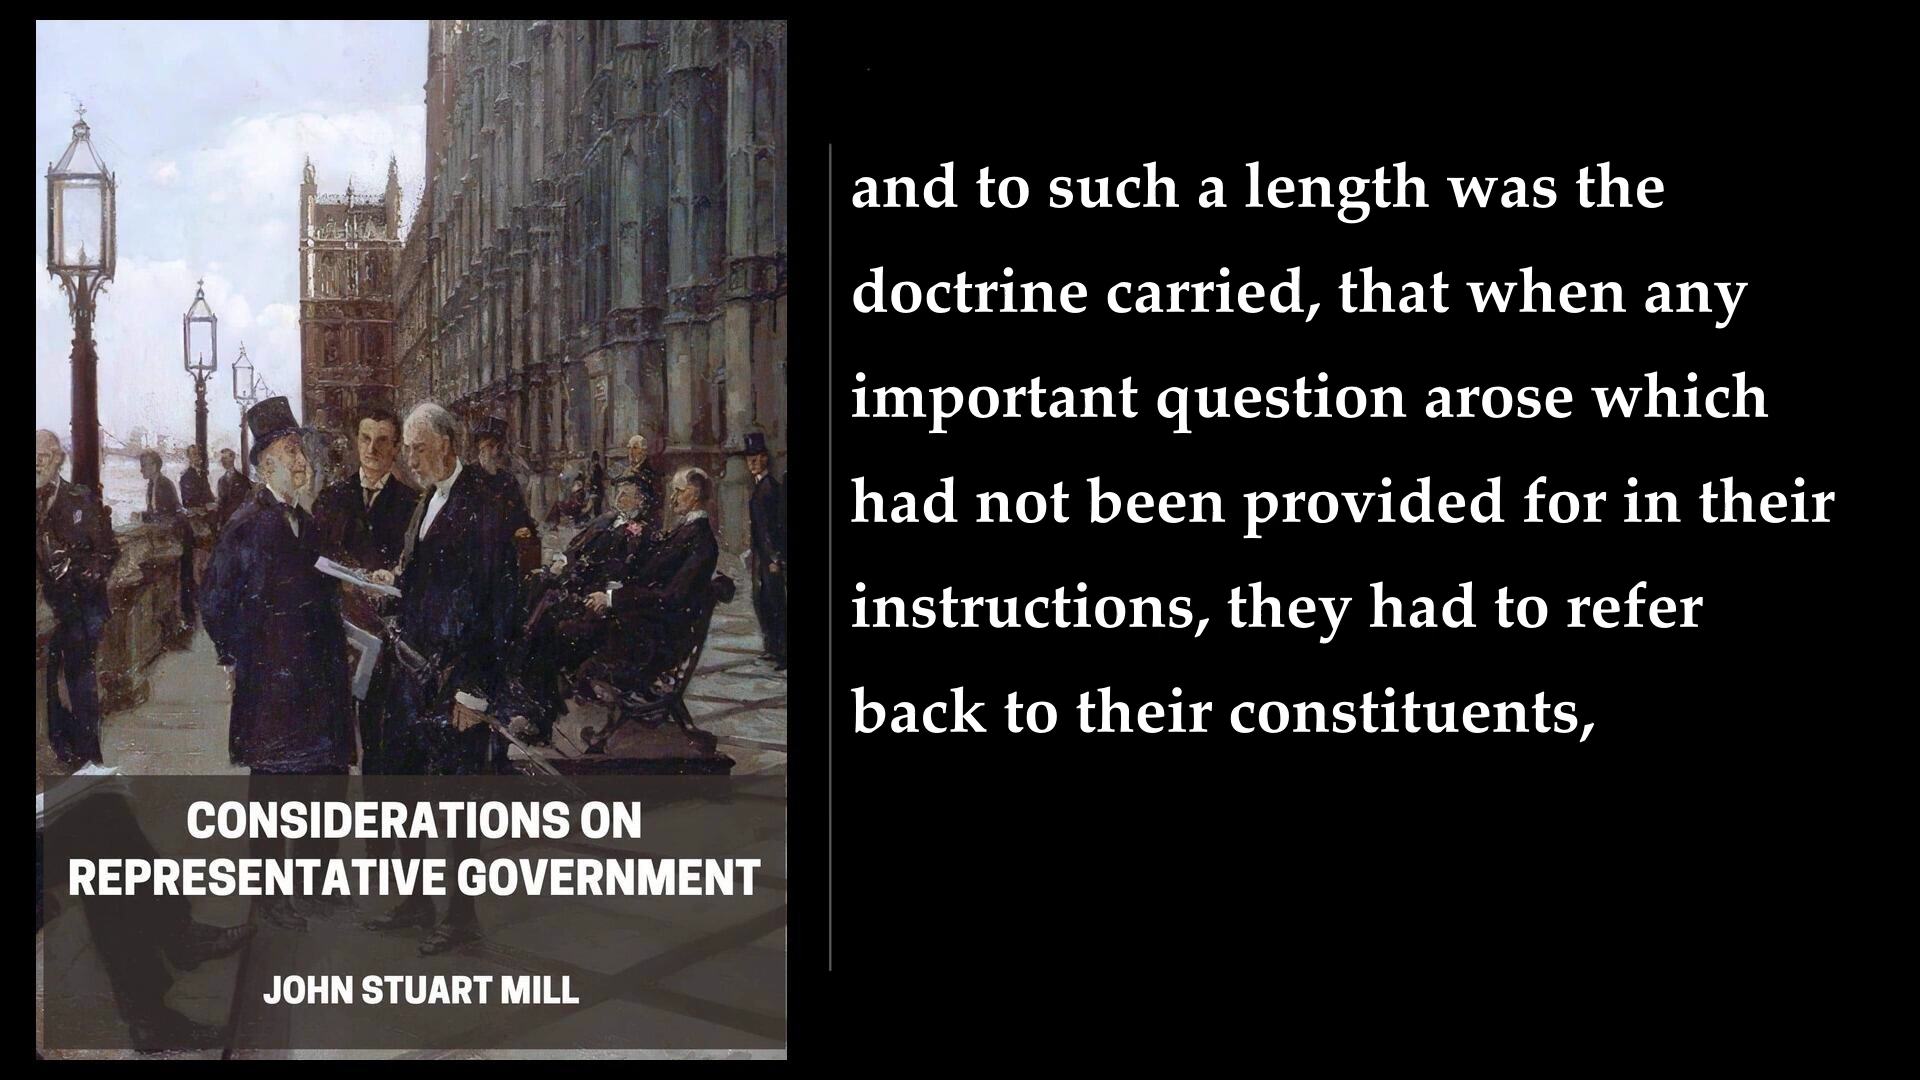 CONSIDERATIONS ON
REPRESENTATIVE GOVERNMENT
JOHN STUART MILL
and to such a length was the
doctrine carried, that when any
important question arose which
had not been provided for in their
instructions, they had to refer
back to their constituents,